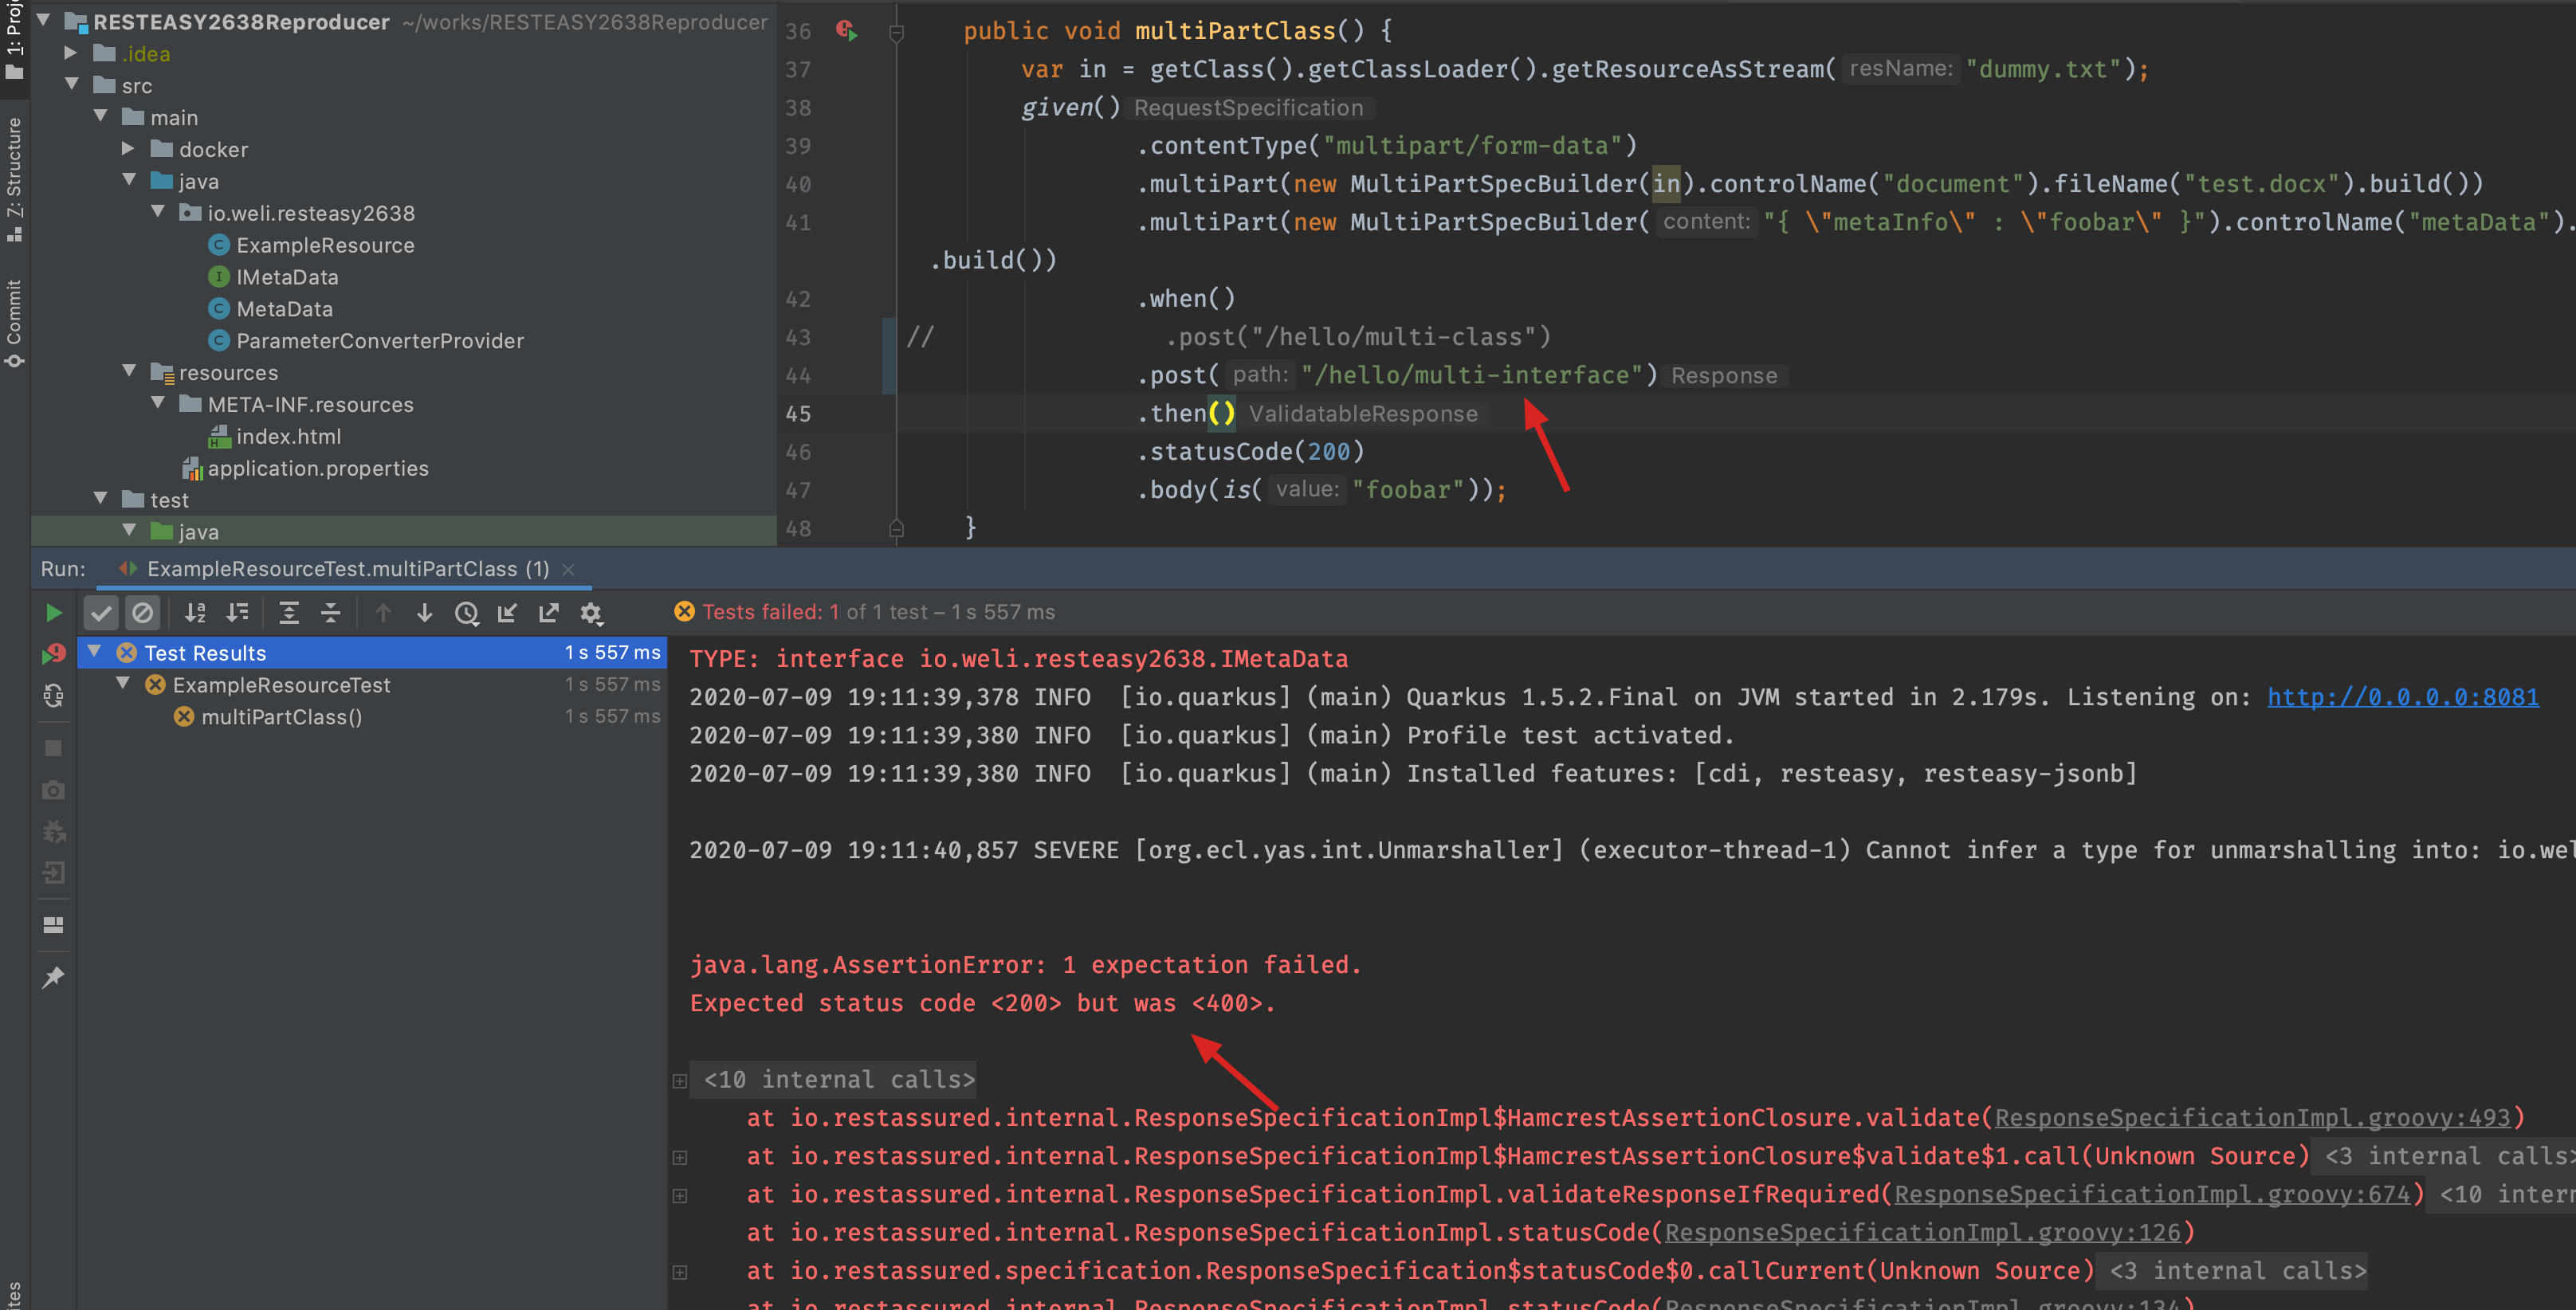 1: Proj
Z: Structure
Commit
ites
RESTEASY2638Reproducer ~/works/RESTEASY2638Reproducer
.idea
src
main
docker
java
io.weli.resteasy2638
ExampleResource
IMetaData
MetaData
ParameterConverterProvider
resources
META-INF.resources
index.html
application.properties
test
java
36 public void multiPartClass() {
37 var in = getClass().getClassLoader().getResourceAsStream( resName: "dummy.txt");
38 given() RequestSpecification
39 .contentType("multipart/form-data")
40 .multiPart(new MultiPartSpecBuilder(in).controlName("document").fileName("test.docx").build())
41 .multiPart(new MultiPartSpecBuilder( content: "{ \"metaInfo\" : \"foobar\" }").controlName("metaData").
.build())
42 .when()
43 // .post("/hello/multi-class")
44 .post( path: "/hello/multi-interface") Response
45 .then() ValidatableResponse
46 .statusCode(200)
47 .body(is( value: "foobar"));
48 }
Run: ExampleResourceTest.multiPartClass (1)
Tests failed: 1 of 1 test – 1 s 557 ms
Test Results 1 s 557 ms
ExampleResourceTest 1 s 557 ms
multiPartClass() 1 s 557 ms
TYPE: interface io.weli.resteasy2638.IMetaData
2020-07-09 19:11:39,378 INFO [io.quarkus] (main) Quarkus 1.5.2.Final on JVM started in 2.179s. Listening on: http://0.0.0.0:8081
2020-07-09 19:11:39,380 INFO [io.quarkus] (main) Profile test activated.
2020-07-09 19:11:39,380 INFO [io.quarkus] (main) Installed features: [cdi, resteasy, resteasy-jsonb]
2020-07-09 19:11:40,857 SEVERE [org.ecl.yas.int.Unmarshaller] (executor-thread-1) Cannot infer a type for unmarshalling into: io.wel
java.lang.AssertionError: 1 expectation failed.
Expected status code <200> but was <400>.
<10 internal calls>
at io.restassured.internal.ResponseSpecificationImpl$HamcrestAssertionClosure.validate(ResponseSpecificationImpl.groovy:493)
at io.restassured.internal.ResponseSpecificationImpl$HamcrestAssertionClosure$validate$1.call(Unknown Source) <3 internal calls>
at io.restassured.internal.ResponseSpecificationImpl.validateResponseIfRequired(ResponseSpecificationImpl.groovy:674) <10 intern
at io.restassured.internal.ResponseSpecificationImpl.statusCode(ResponseSpecificationImpl.groovy:126)
at io.restassured.specification.ResponseSpecification$statusCode$0.callCurrent(Unknown Source) <3 internal calls>
at io.restassured.internal.ResponseSpecificationImpl.statusCode(ResponseSpecificationImpl.groovy:134)